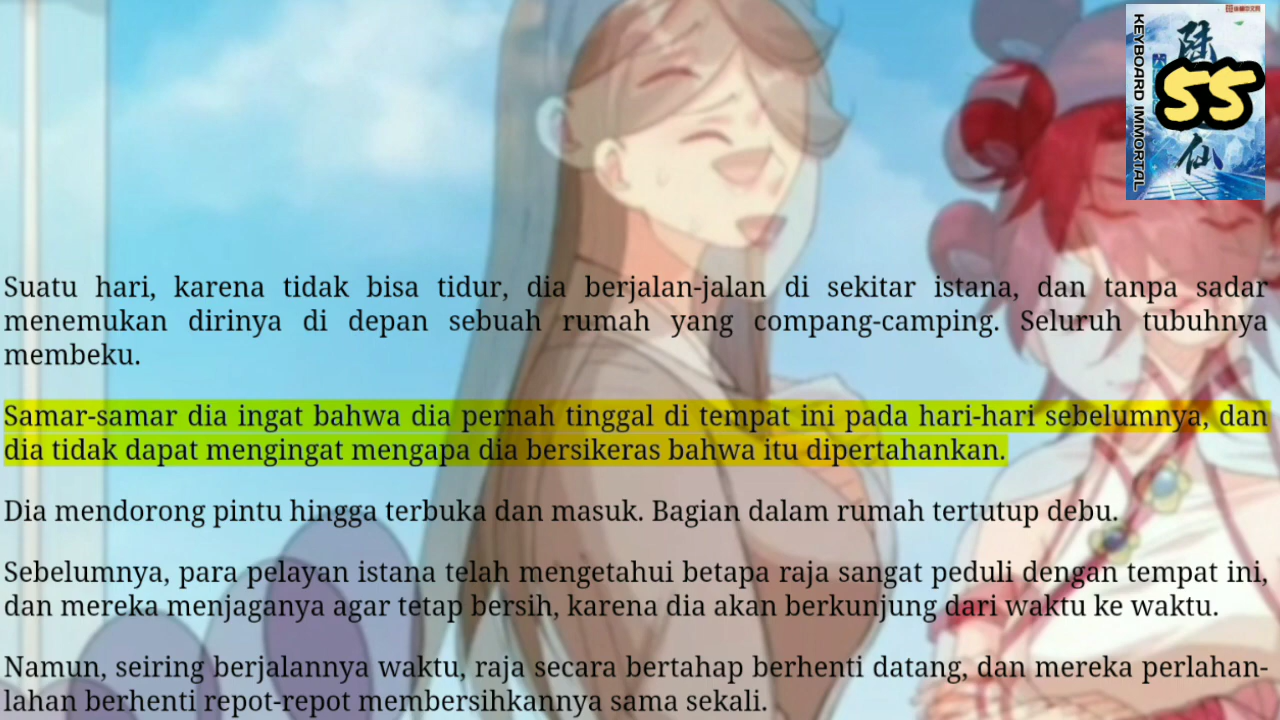 KEYBOARD IMMORTAL
陆
55
仙
Suatu hari, karena tidak bisa tidur, dia berjalan-jalan di sekitar istana, dan tanpa sadar
menemukan dirinya di depan sebuah rumah yang compang-camping. Seluruh tubuhnya
membeku.
Samar-samar dia ingat bahwa dia pernah tinggal di tempat ini pada hari-hari sebelumnya, dan
dia tidak dapat mengingat mengapa dia bersikeras bahwa itu dipertahankan.
Dia mendorong pintu hingga terbuka dan masuk. Bagian dalam rumah tertutup debu.
Sebelumnya, para pelayan istana telah mengetahui betapa raja sangat peduli dengan tempat ini,
dan mereka menjaganya agar tetap bersih, karena dia akan berkunjung dari waktu ke waktu.
Namun, seiring berjalannya waktu, raja secara bertahap berhenti datang, dan mereka perlahan-
lahan berhenti repot-repot membersihkannya sama sekali.